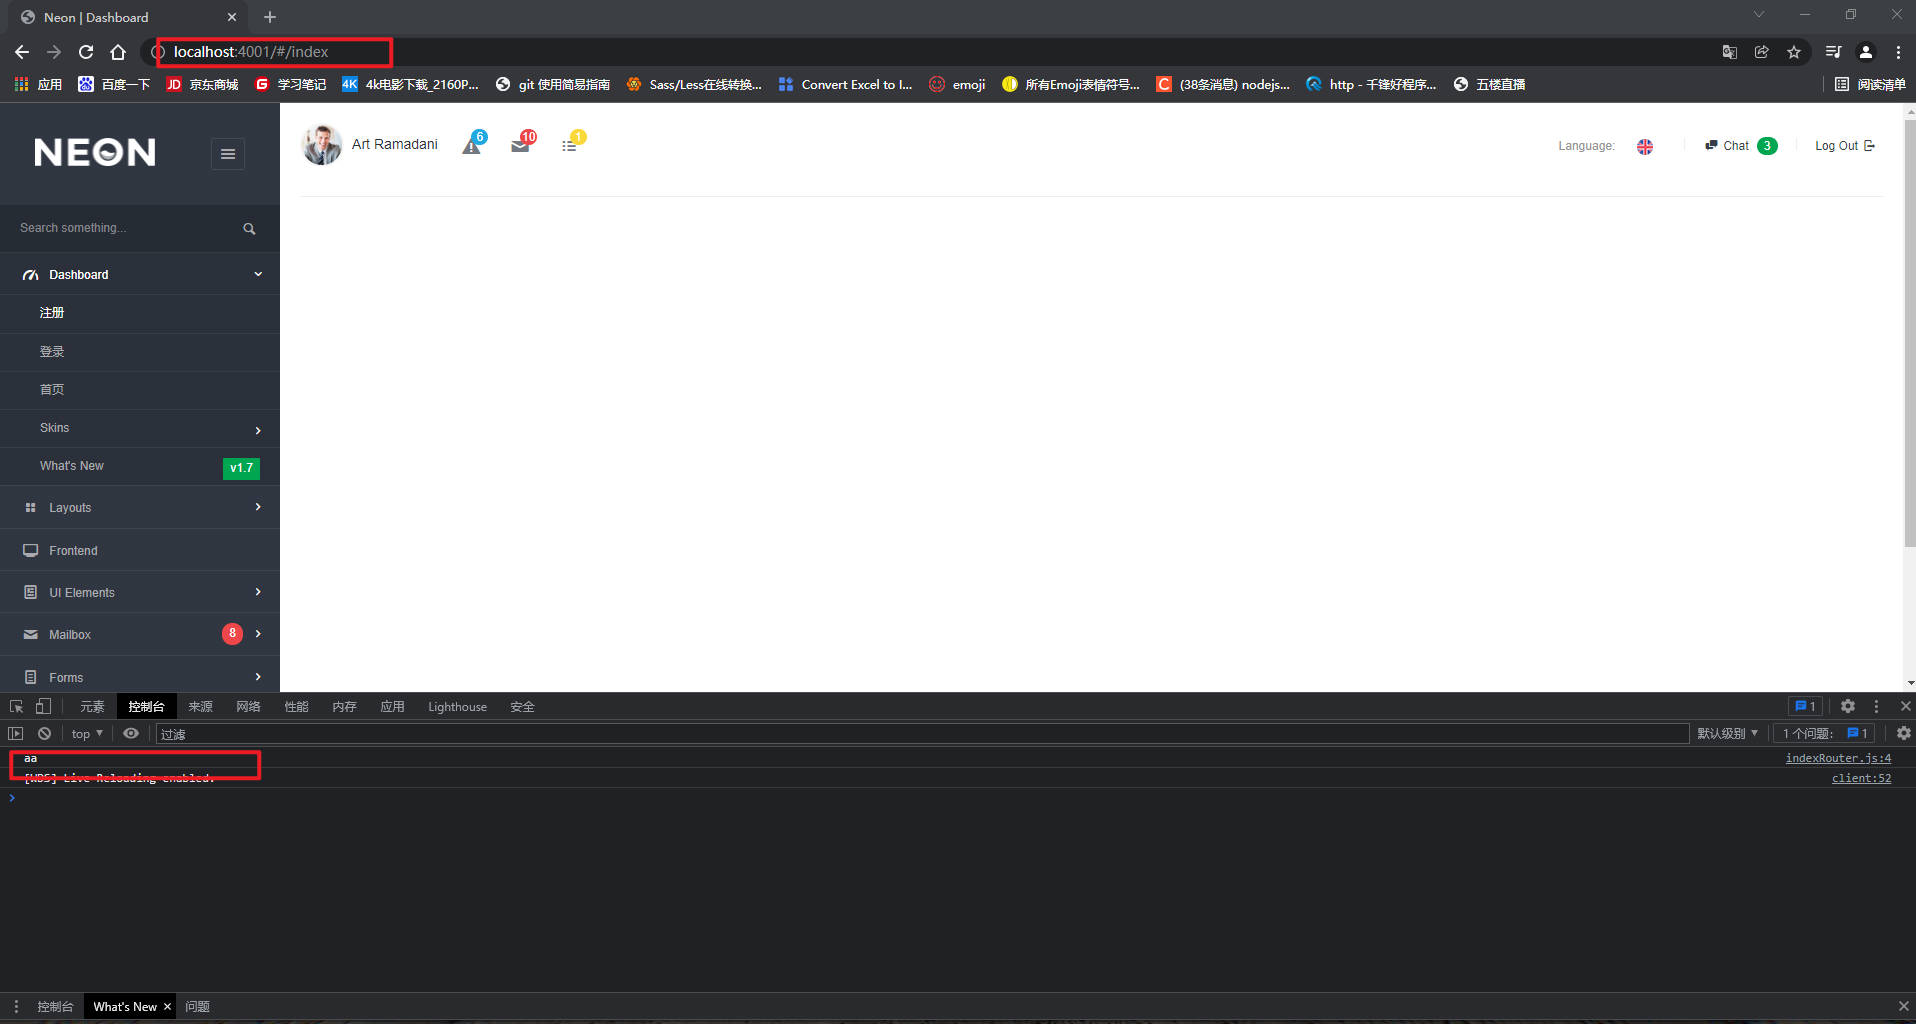 Neon | Dashboard
localhost:4001/#/index
应用 百度一下 JD 京东商城 G 学习笔记 4K 4k电影下载_2160P... git 使用简易指南 Sass/Less在线转换... Convert Excel to I... emoji 所有Emoji表情符号... C (38条消息) nodejs... http - 千锋好程序... 五楼直播 阅读清单
NEON
Art Ramadani 6 10 1 Language: Chat 3 Log Out
Search something...
Dashboard
注册
登录
首页
Skins
What's New v1.7
Layouts
Frontend
UI Elements
Mailbox 8
Forms
元素 控制台 来源 网络 性能 内存 应用 Lighthouse 安全 1
top 过滤 默认级别 1 个问题: 1
aa indexRouter.js:4
[WDS] Live Reloading enabled. client:52
控制台 What's New 问题